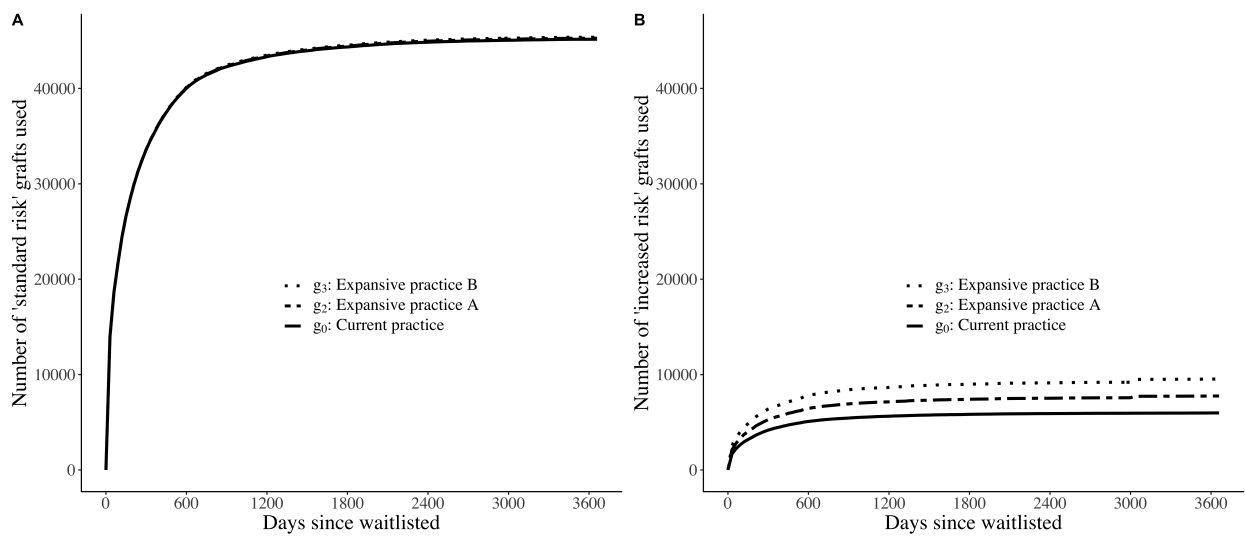 A
Number of 'standard risk' grafts used
40000
30000
20000
10000
0
g₃: Expansive practice B
g₂: Expansive practice A
g₀: Current practice
0 600 1200 1800 2400 3000 3600
Days since waitlisted
B
Number of 'increased risk' grafts used
40000
30000
20000
10000
0
g₃: Expansive practice B
g₂: Expansive practice A
g₀: Current practice
0 600 1200 1800 2400 3000 3600
Days since waitlisted